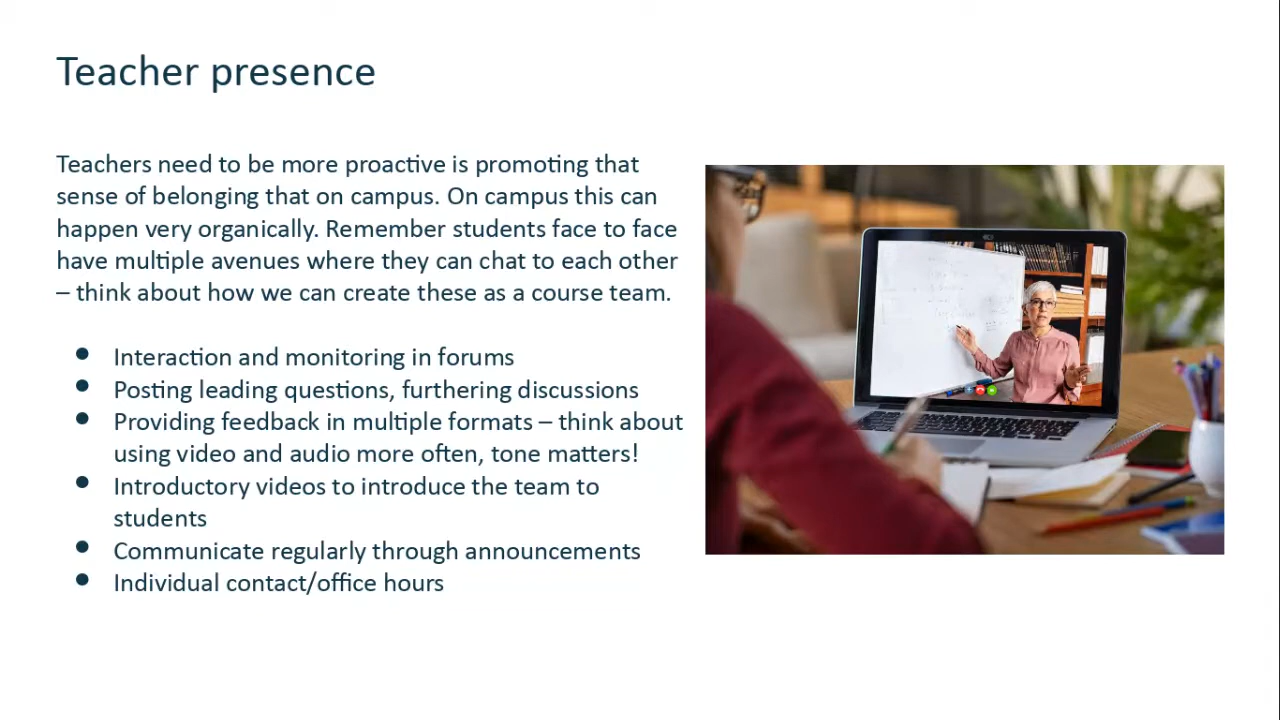 Teacher presence
Teachers need to be more proactive is promoting that
sense of belonging that on campus. On campus this can
happen very organically. Remember students face to face
have multiple avenues where they can chat to each other
– think about how we can create these as a course team.
● Interaction and monitoring in forums
● Posting leading questions, furthering discussions
● Providing feedback in multiple formats – think about
using video and audio more often, tone matters!
● Introductory videos to introduce the team to
students
● Communicate regularly through announcements
● Individual contact/office hours